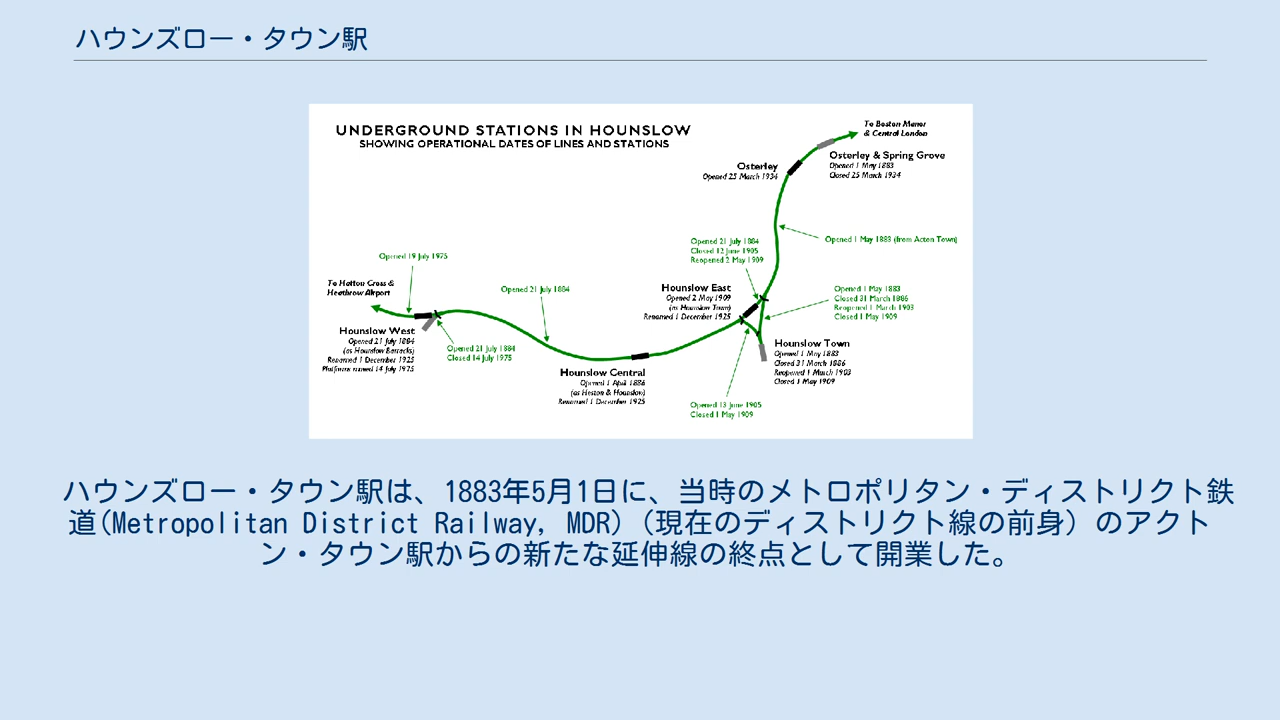 ハウンズロー・タウン駅
UNDERGROUND STATIONS IN HOUNSLOW
SHOWING OPERATIONAL DATES OF LINES AND STATIONS
To Boston Manor
& Central London
Osterley & Spring Grove
Opened 1 May 1883
Closed 25 March 1934
Osterley
Opened 25 March 1934
Opened 1 May 1883 (from Acton Town)
Opened 21 July 1884
Closed 12 June 1905
Reopened 2 May 1909
Opened 19 July 1975
To Hatton Cross &
Heathrow Airport
Opened 21 July 1884
Hounslow East
Opened 2 May 1909
(as Hounslow Town)
Renamed 1 December 1925
Opened 1 May 1883
Closed 31 March 1886
Reopened 1 March 1903
Closed 1 May 1909
Hounslow West
Opened 21 July 1884
(as Hounslow Barracks)
Renamed 1 December 1925
Platforms moved 14 July 1975
Opened 21 July 1884
Closed 14 July 1975
Hounslow Town
Opened 1 May 1883
Closed 31 March 1886
Reopened 1 March 1903
Closed 1 May 1909
Hounslow Central
Opened 1 April 1886
(as Heston & Hounslow)
Renamed 1 December 1925
Opened 13 June 1905
Closed 1 May 1909
ハウンズロー・タウン駅は、1883年5月1日に、当時のメトロポリタン・ディストリクト鉄
道(Metropolitan District Railway, MDR)（現在のディストリクト線の前身）のアクト
ン・タウン駅からの新たな延伸線の終点として開業した。